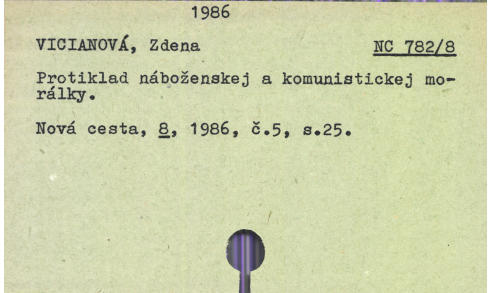 1986
VICIANOVÁ, Zdena NC 782/8
Protiklad náboženskej a komunistickej mo-
rálky.
Nová cesta, 8, 1986, č.5, s.25.